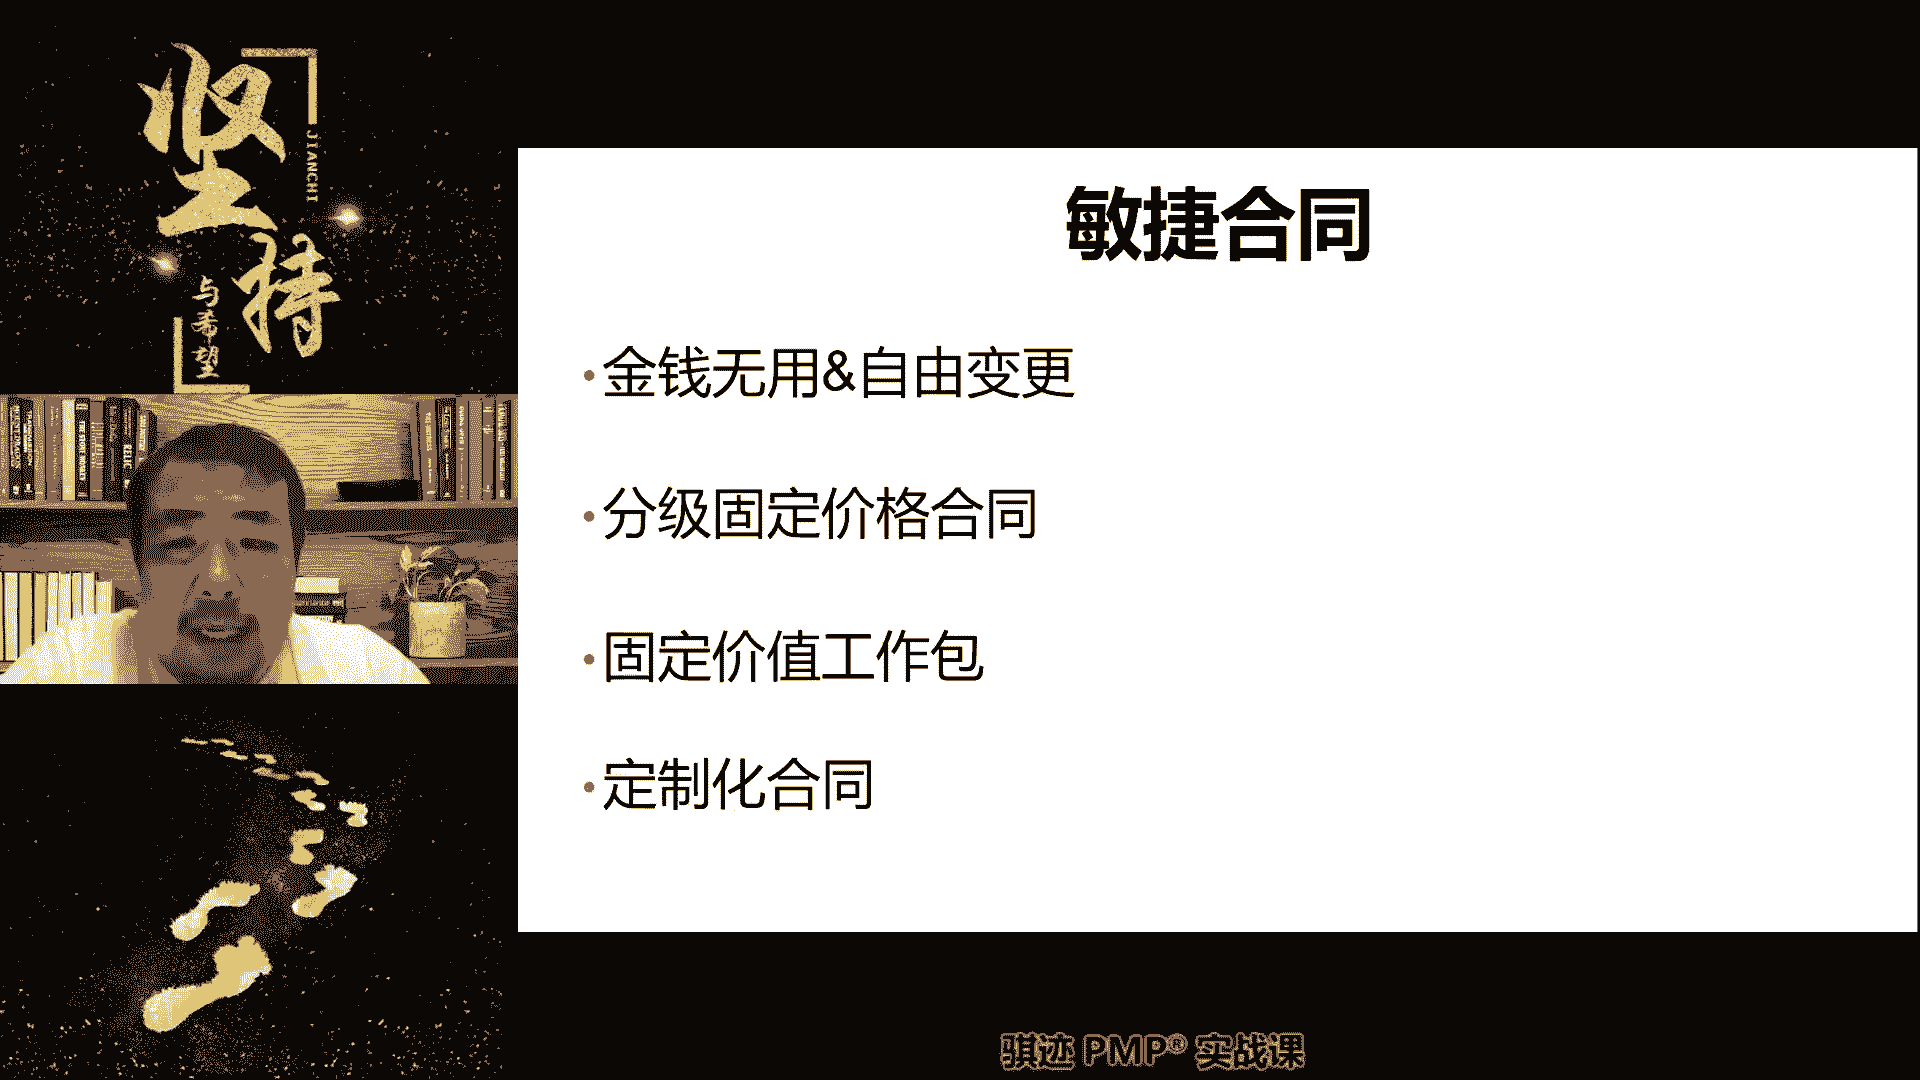 坚持
JIANCHI
与希望
敏捷合同
•金钱无用&自由变更
•分级固定价格合同
•固定价值工作包
•定制化合同
骐迹 PMP® 实战课